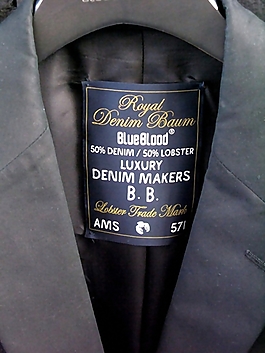 Royal
Denim Baum
BLUEBLOOD®
50% DENIM / 50% LOBSTER
LUXURY
DENIM MAKERS
B. B.
Lobster Trade Mark
AMS 571